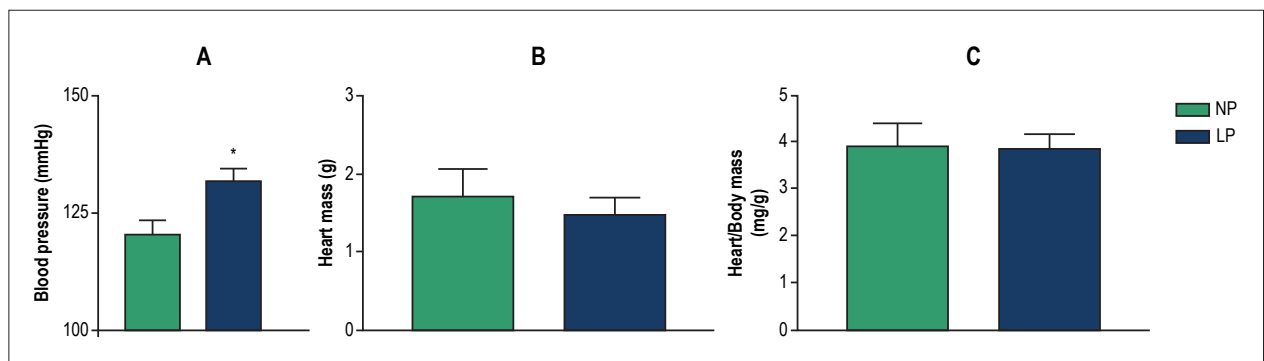 A
Blood pressure (mmHg)
150
125
100
*
B
Heart mass (g)
3
2
1
0
C
Heart/Body mass
(mg/g)
5
4
3
2
1
0
NP
LP